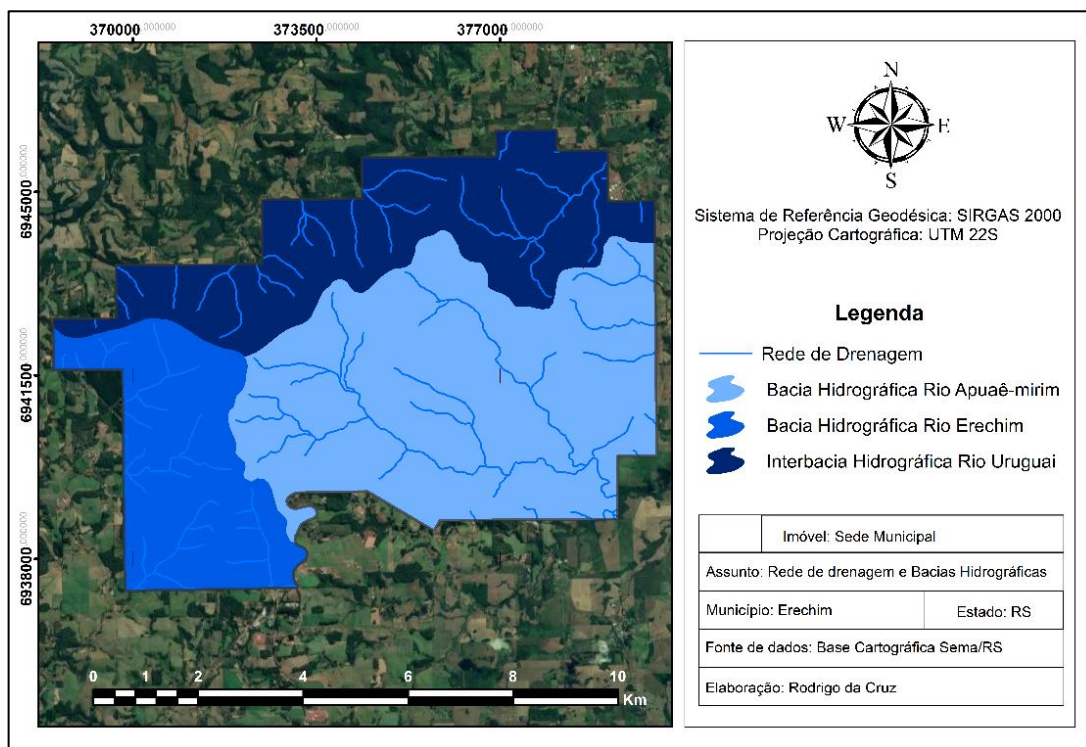 370000,000000
373500,000000
377000,000000
6945000,000000
6941500,000000
6938000,000000
0 1 2 4 6 8 10
Km
N
W E
S
Sistema de Referência Geodésica: SIRGAS 2000
Projeção Cartográfica: UTM 22S
Legenda
Rede de Drenagem
Bacia Hidrográfica Rio Apuaê-mirim
Bacia Hidrográfica Rio Erechim
Interbacia Hidrográfica Rio Uruguai
Imóvel: Sede Municipal
Assunto: Rede de drenagem e Bacias Hidrográficas
Município: Erechim
Estado: RS
Fonte de dados: Base Cartográfica Sema/RS
Elaboração: Rodrigo da Cruz